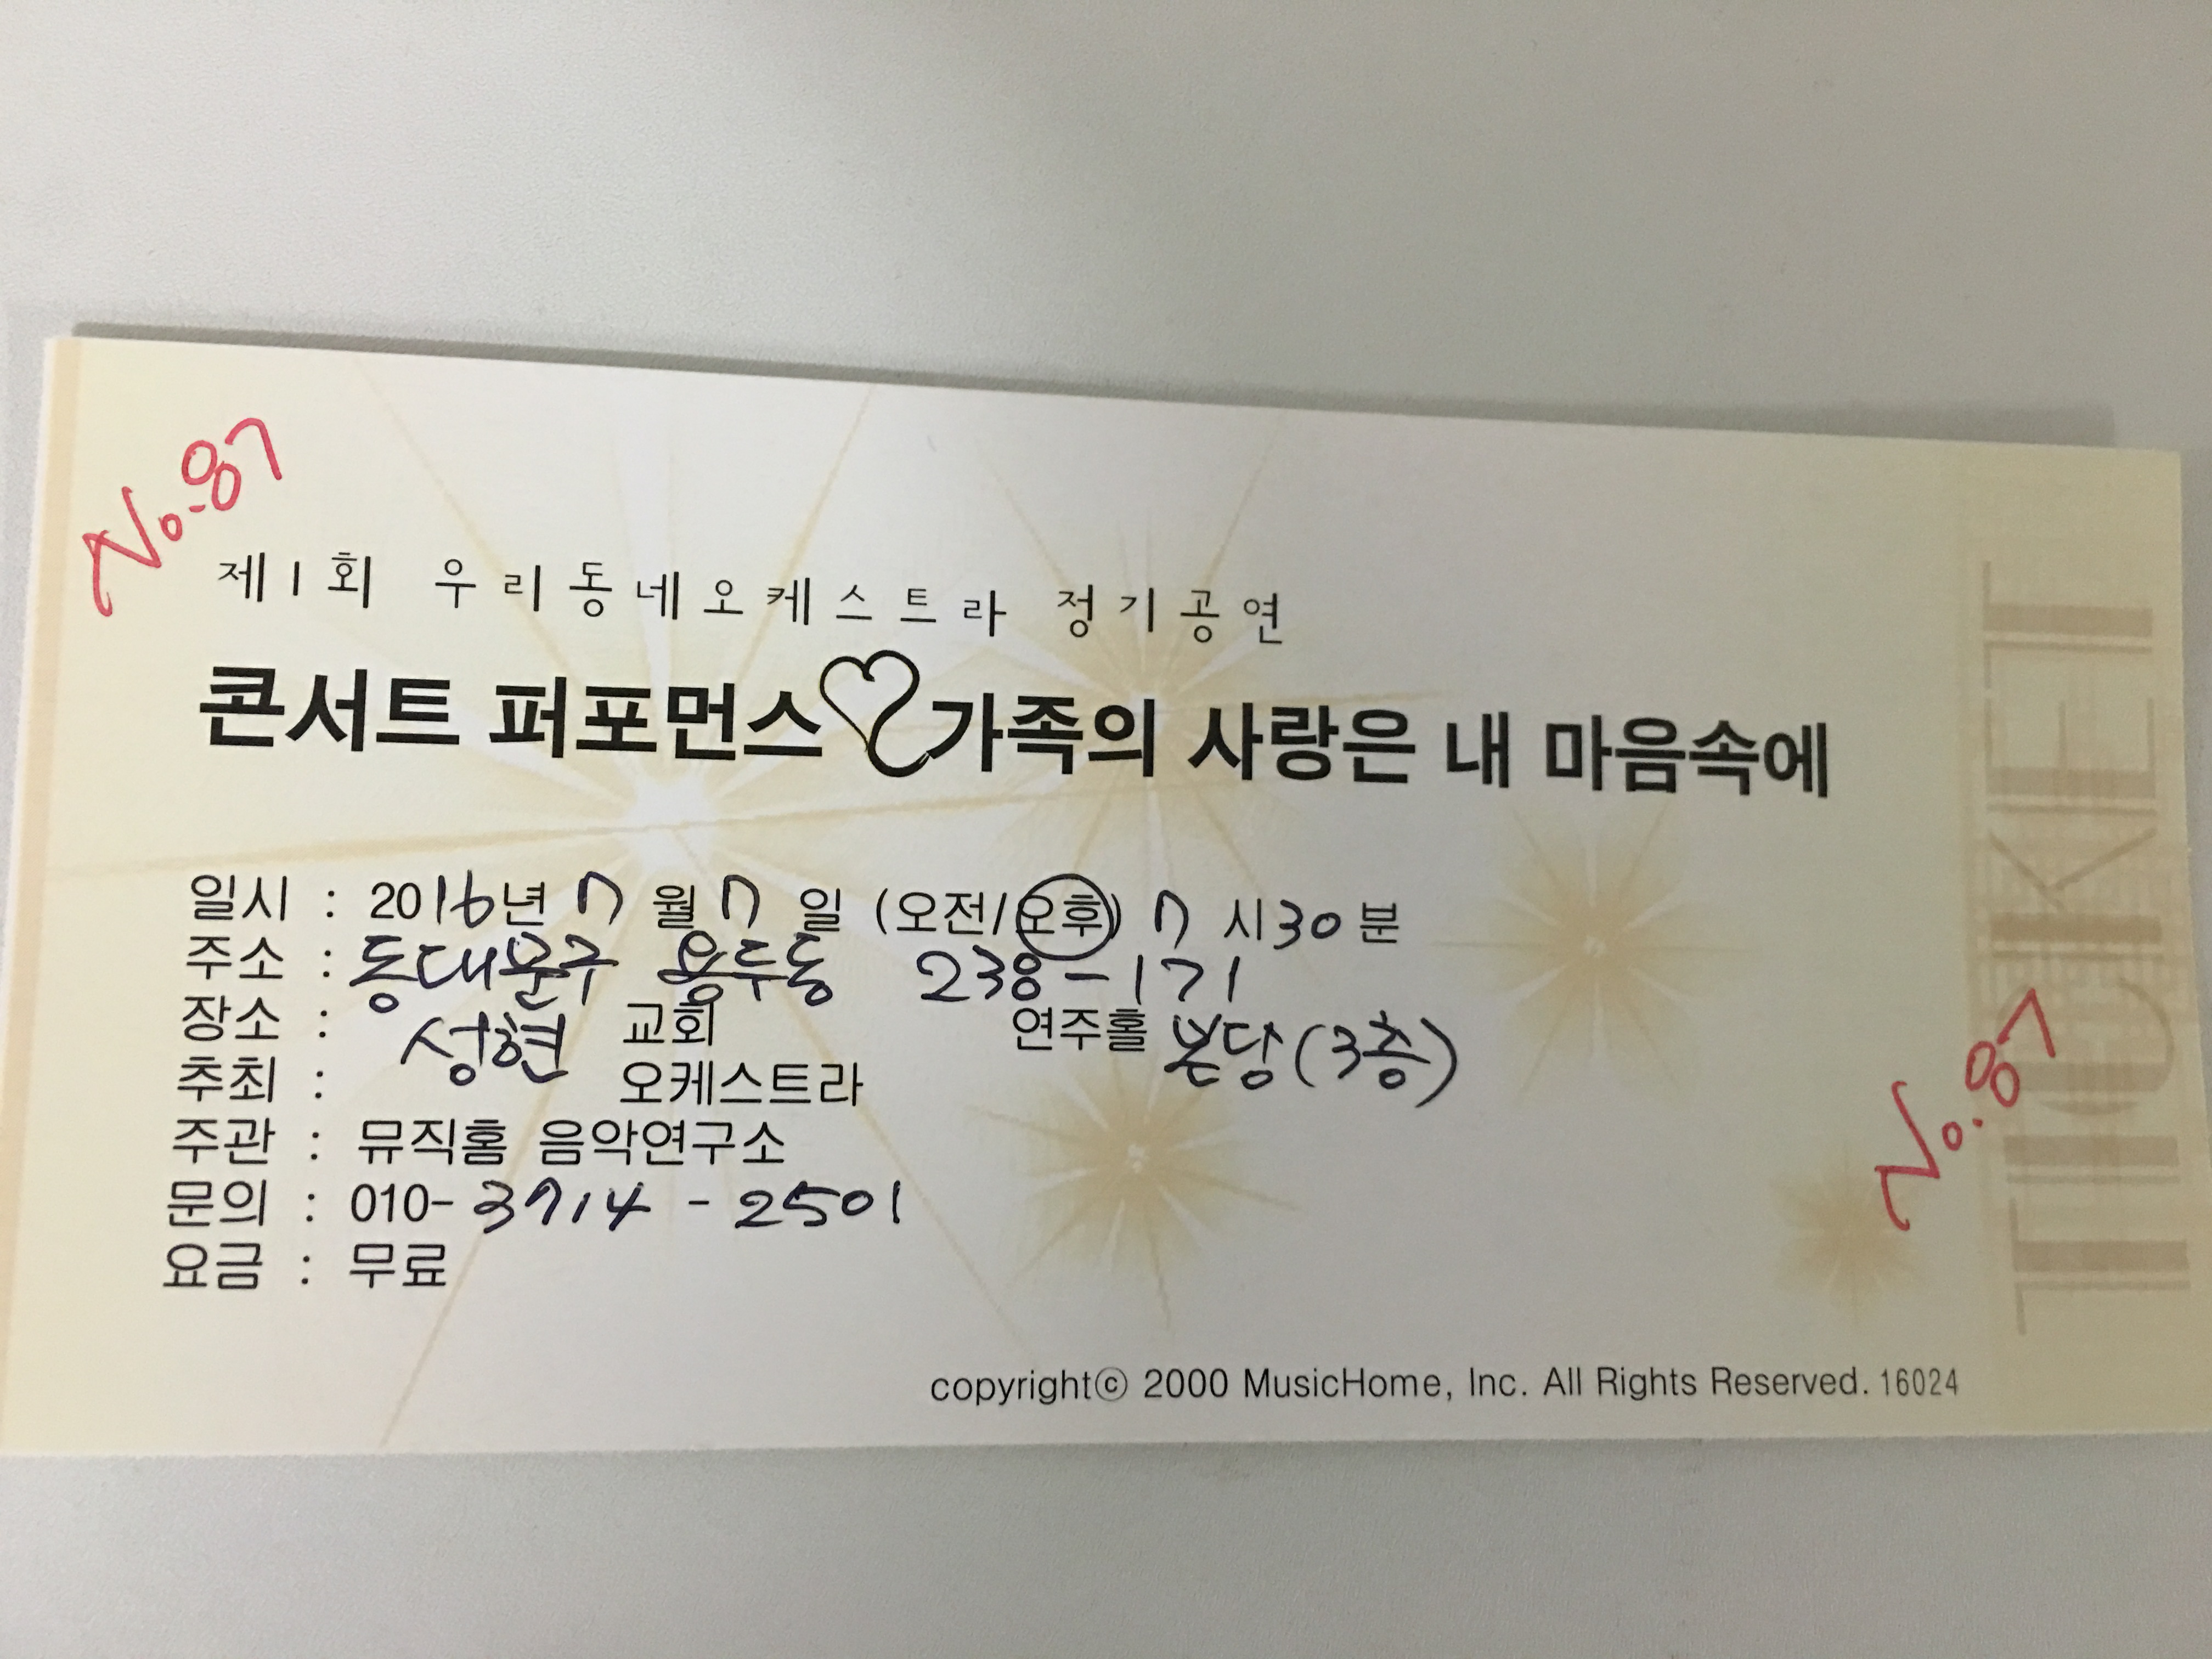 No.87
제1회 우리동네오케스트라 정기공연
콘서트 퍼포먼스 가족의 사랑은 내 마음속에
일시 : 2016년 7월 7일 (오전/오후) 7시 30분
주소 : 동대문구 용두동 238-171
장소 : 성현 교회 연주홀 본당(3층)
추최 : 오케스트라
주관 : 뮤직홈 음악연구소
문의 : 010-3714-2501
요금 : 무료
copyrightⓒ 2000 MusicHome, Inc. All Rights Reserved. 16024
TICKET
No.87